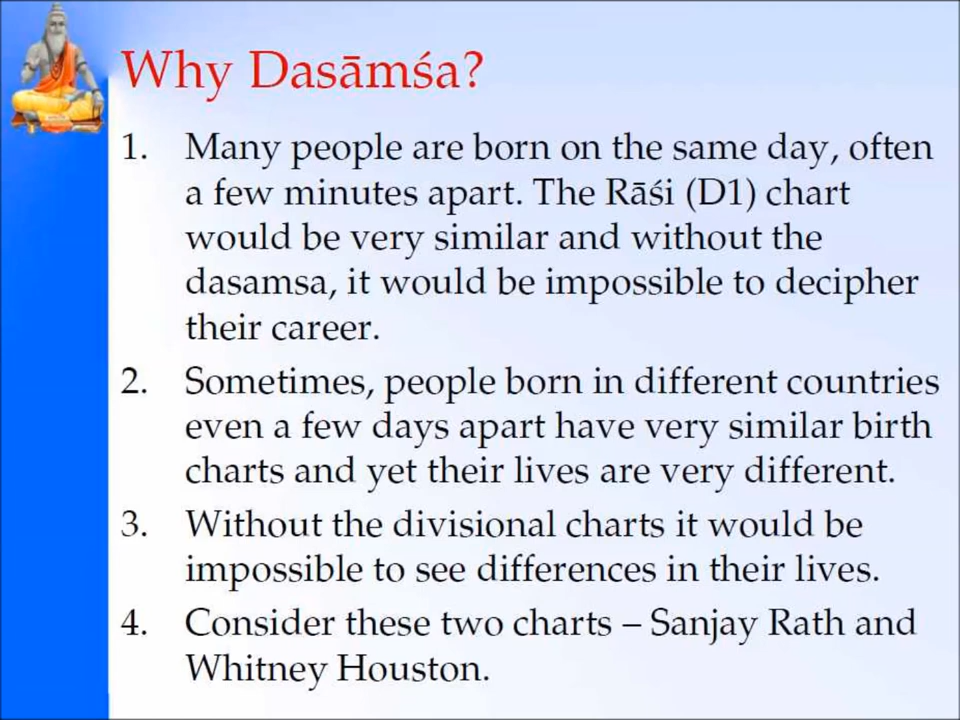 Why Dasāmśa?
1. Many people are born on the same day, often
a few minutes apart. The Rāśi (D1) chart
would be very similar and without the
dasamsa, it would be impossible to decipher
their career.
2. Sometimes, people born in different countries
even a few days apart have very similar birth
charts and yet their lives are very different.
3. Without the divisional charts it would be
impossible to see differences in their lives.
4. Consider these two charts – Sanjay Rath and
Whitney Houston.